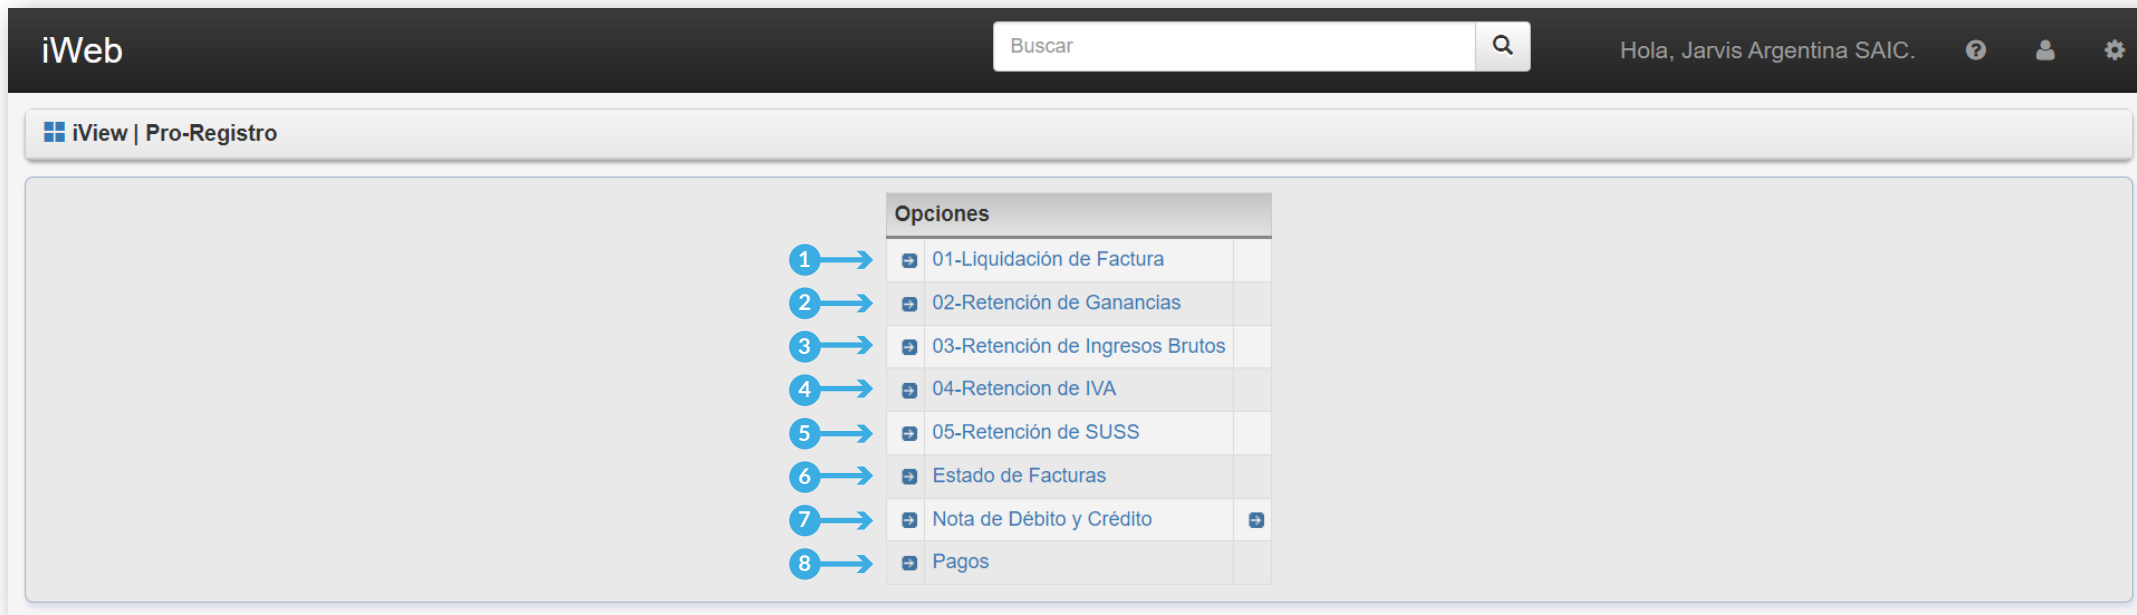 iWeb
Buscar
Hola, Jarvis Argentina SAIC.
iView | Pro-Registro
Opciones
1 01-Liquidación de Factura
2 02-Retención de Ganancias
3 03-Retención de Ingresos Brutos
4 04-Retencion de IVA
5 05-Retención de SUSS
6 Estado de Facturas
7 Nota de Débito y Crédito
8 Pagos